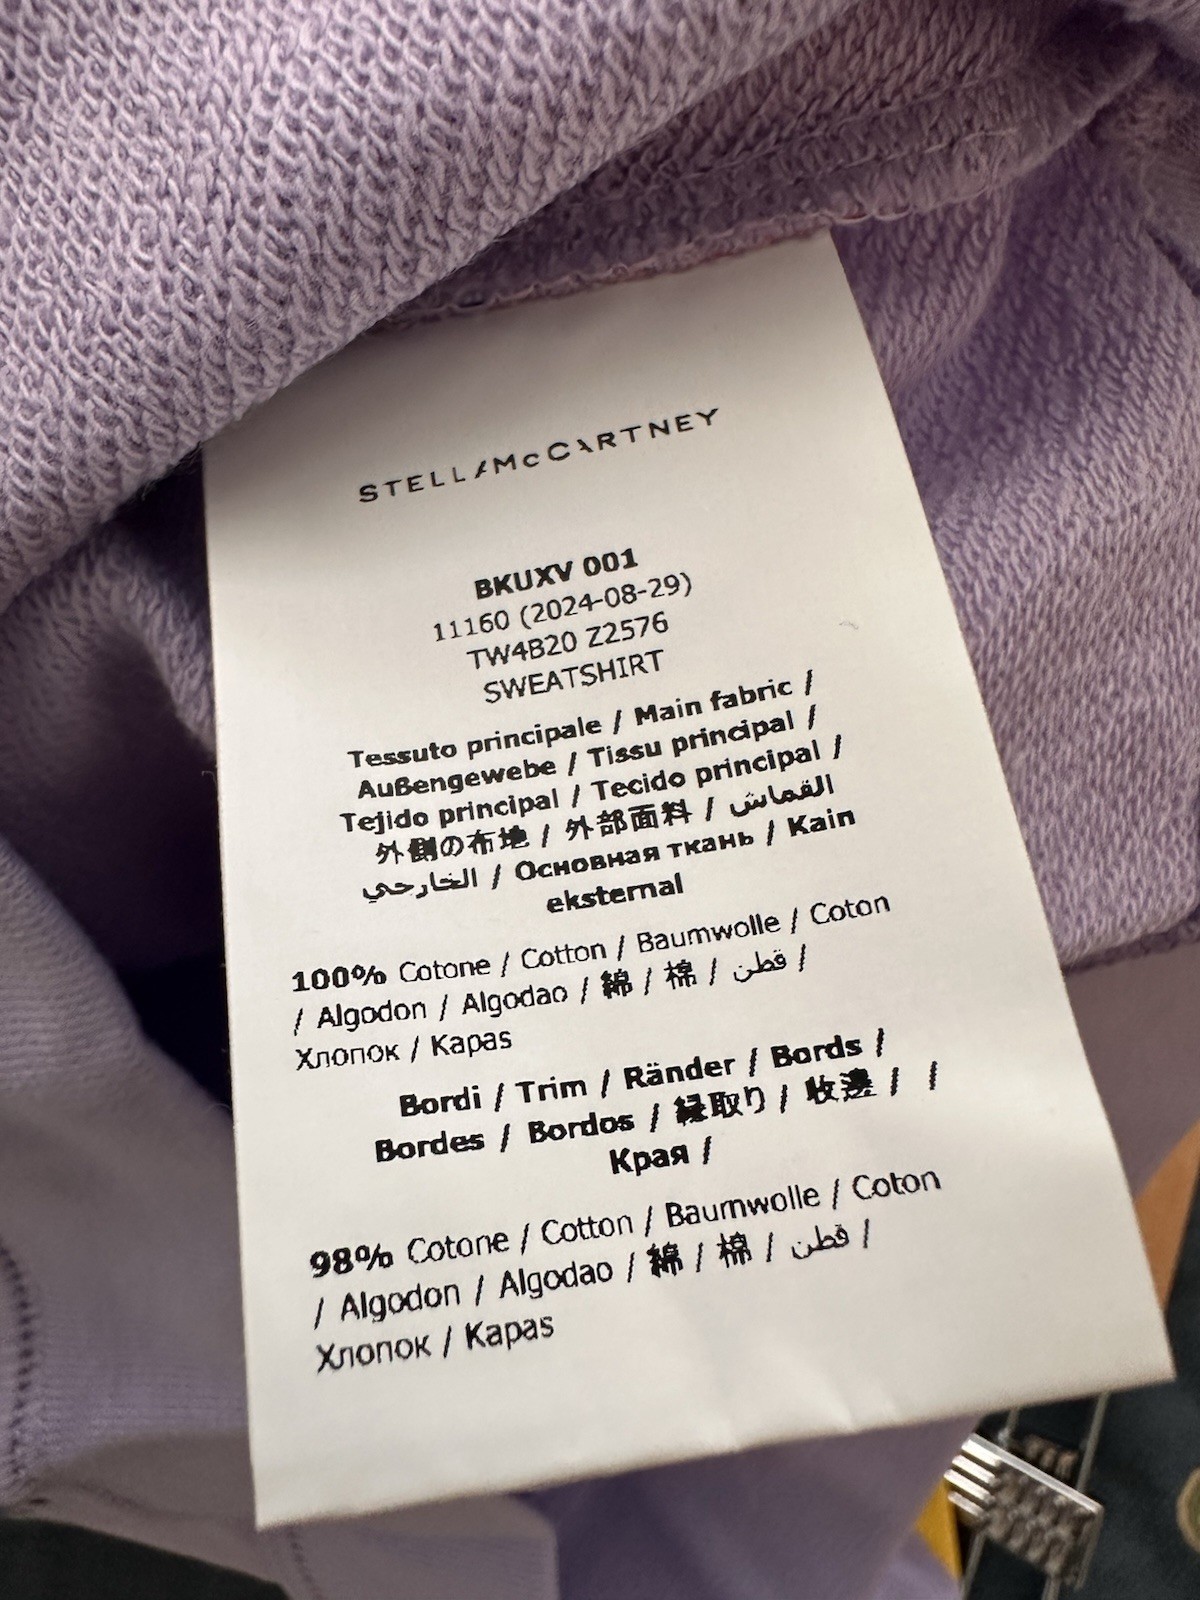 STELLAMcCARTNEY
BKUXV 001
11160 (2024-08-29)
TW4B20 Z2576
SWEATSHIRT
Tessuto principale / Main fabric /
Außengewebe / Tissu principal /
Tejido principal / Tecido principal /
外側の布地 / 外部面料 / القماش
الخارجي / Основная ткань / Kain
eksternal
100% Cotone / Cotton / Baumwolle / Coton
/ Algodon / Algodao / 綿 / 棉 / قطن /
Хлопок / Kapas
Bordi / Trim / Ränder / Bords /
Bordes / Bordos / 縁取り / 收邊 / /
Края /
98% Cotone / Cotton / Baumwolle / Coton
/ Algodon / Algodao / 綿 / 棉 / قطن /
Хлопок / Kapas